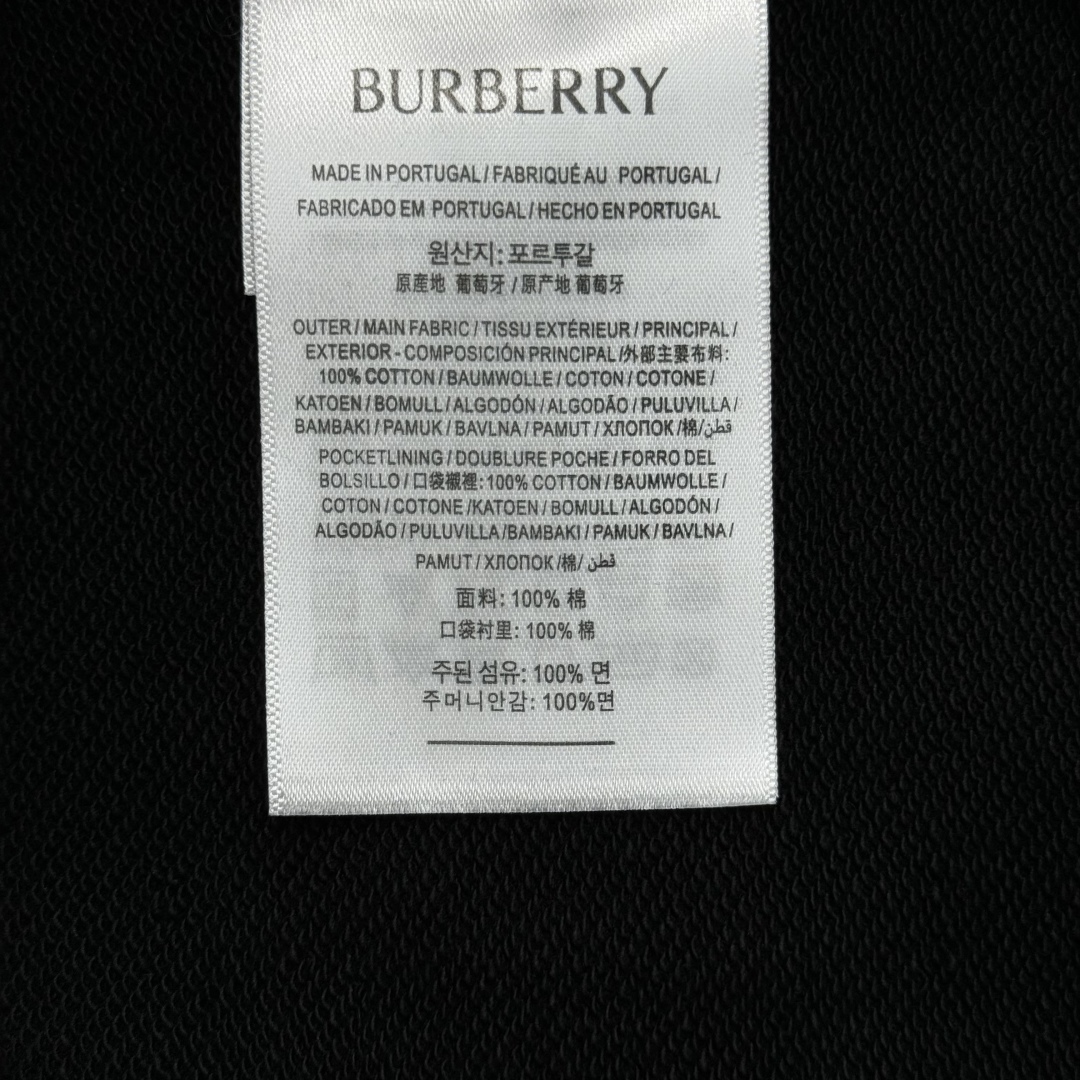 BURBERRY
MADE IN PORTUGAL / FABRIQUÉ AU PORTUGAL /
FABRICADO EM PORTUGAL / HECHO EN PORTUGAL
원산지: 포르투갈
原産地 葡萄牙 / 原产地 葡萄牙
OUTER / MAIN FABRIC / TISSU EXTÉRIEUR / PRINCIPAL /
EXTERIOR - COMPOSICIÓN PRINCIPAL /外部主要布料:
100% COTTON / BAUMWOLLE / COTON / COTONE /
KATOEN / BOMULL / ALGODÓN / ALGODÃO / PULUVILLA /
BAMBAKI / PAMUK / BAVLNA / PAMUT / ХЛОПОК /棉/قطن
POCKETLINING / DOUBLURE POCHE / FORRO DEL
BOLSILLO / 口袋襯裡: 100% COTTON / BAUMWOLLE /
COTON / COTONE /KATOEN / BOMULL / ALGODÓN /
ALGODÃO / PULUVILLA /BAMBAKI / PAMUK / BAVLNA /
PAMUT / ХЛОПОК /棉/ قطن
面料: 100% 棉
口袋衬里: 100% 棉
주된 섬유: 100% 면
주머니안감: 100%면